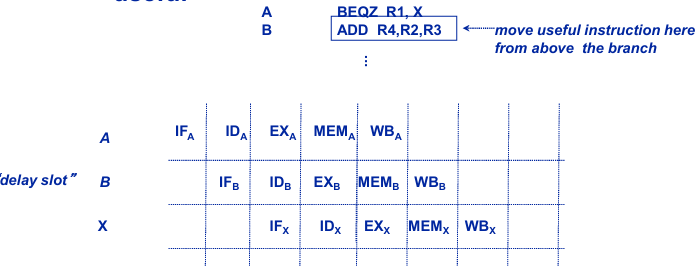 A BEQZ R1, X
B ADD R4,R2,R3 move useful instruction here
from above the branch
⋮
A IF_A ID_A EX_A MEM_A WB_A
"delay slot" B IF_B ID_B EX_B MEM_B WB_B
X IF_X ID_X EX_X MEM_X WB_X